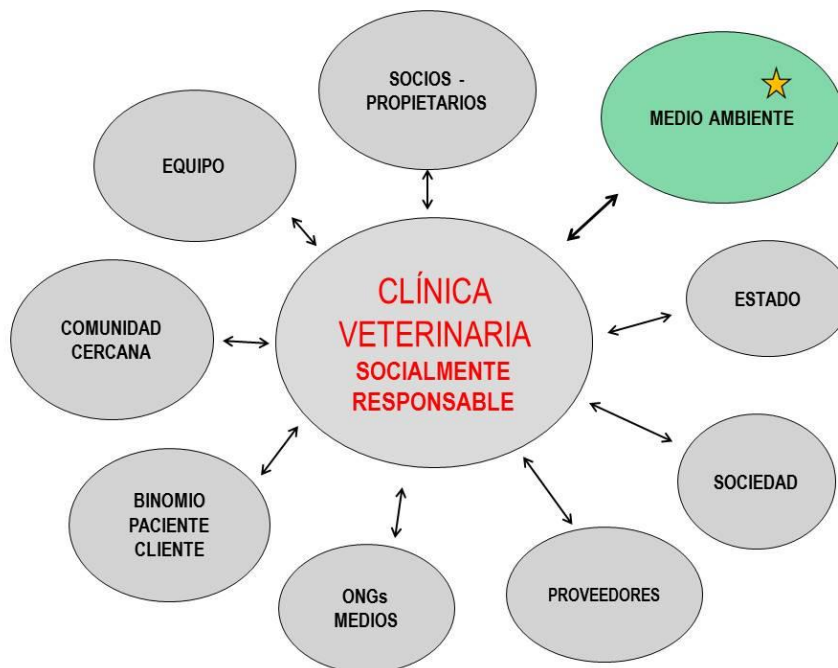 SOCIOS -
PROPIETARIOS
MEDIO AMBIENTE
EQUIPO
CLÍNICA
VETERINARIA
SOCIALMENTE
RESPONSABLE
ESTADO
COMUNIDAD
CERCANA
SOCIEDAD
BINOMIO
PACIENTE
CLIENTE
ONGs
MEDIOS
PROVEEDORES